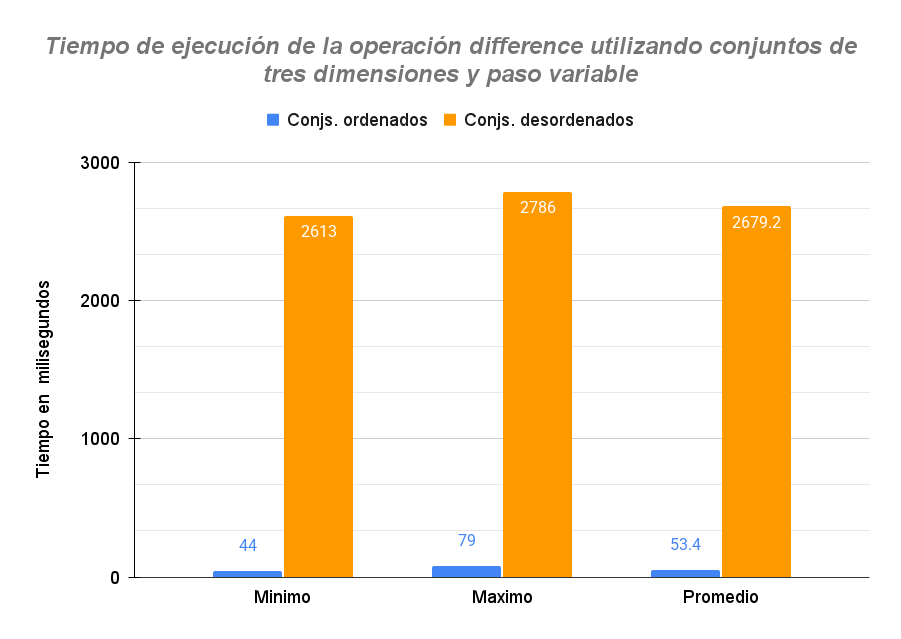 Tiempo de ejecución de la operación difference utilizando conjuntos de
tres dimensiones y paso variable
Conjs. ordenados
Conjs. desordenados
Tiempo en milisegundos
3000
2000
1000
0
44
2613
79
2786
53.4
2679.2
Minimo
Maximo
Promedio